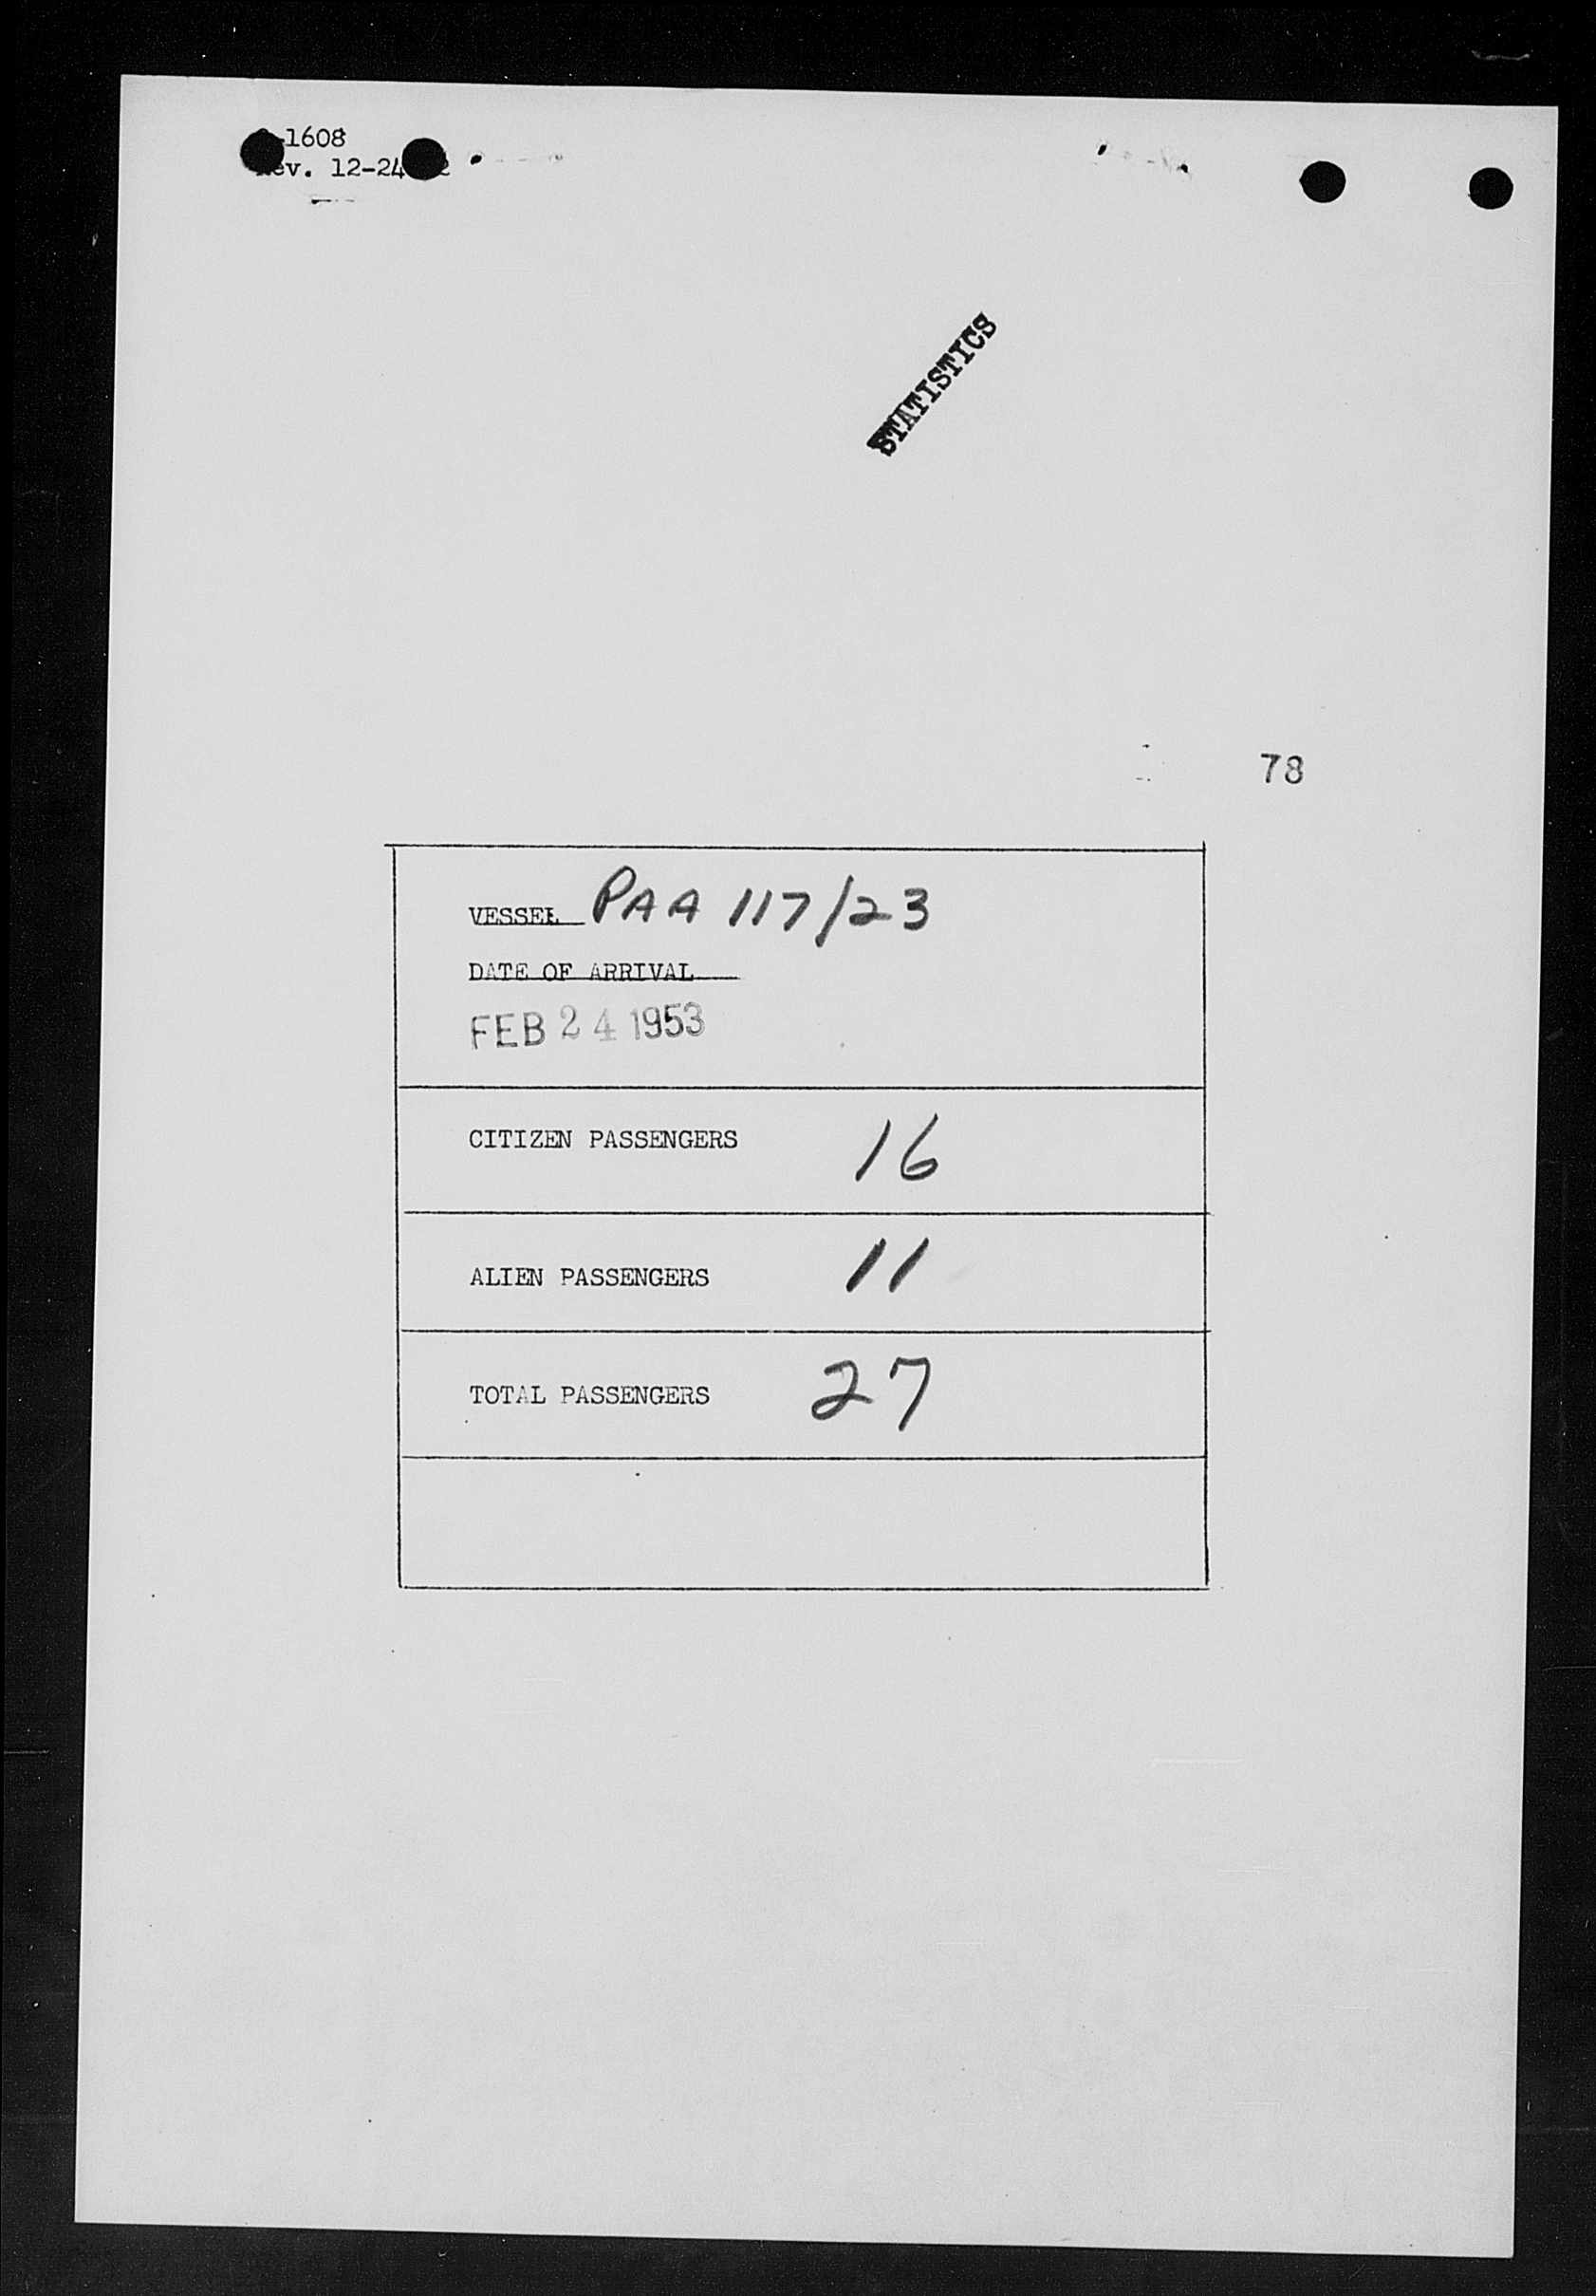 -1608
ev. 12-24
STATISTICS
78
VESSEL PAA 117/23
DATE OF ARRIVAL
FEB 24 1953
CITIZEN PASSENGERS 16
ALIEN PASSENGERS 11
TOTAL PASSENGERS 27